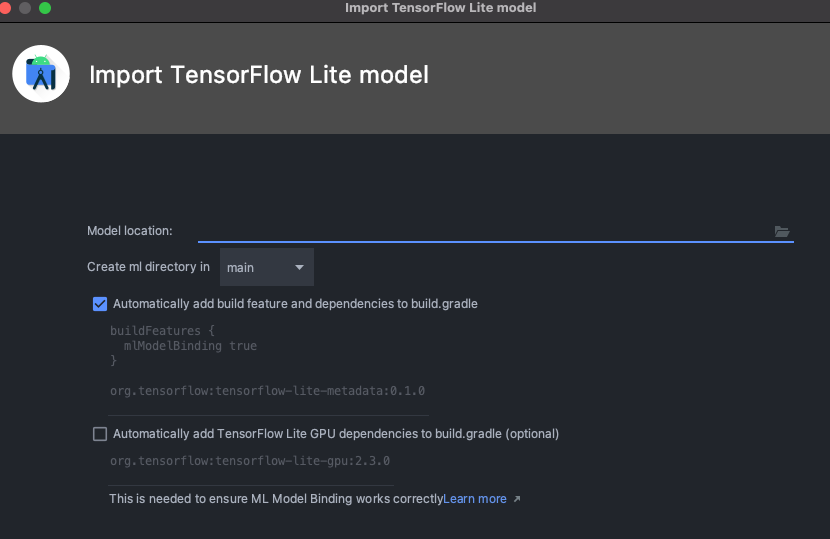 Import TensorFlow Lite model
Import TensorFlow Lite model
Model location:
Create ml directory in main
Automatically add build feature and dependencies to build.gradle
buildFeatures {
mlModelBinding true
}
org.tensorflow:tensorflow-lite-metadata:0.1.0
Automatically add TensorFlow Lite GPU dependencies to build.gradle (optional)
org.tensorflow:tensorflow-lite-gpu:2.3.0
This is needed to ensure ML Model Binding works correctlyLearn more